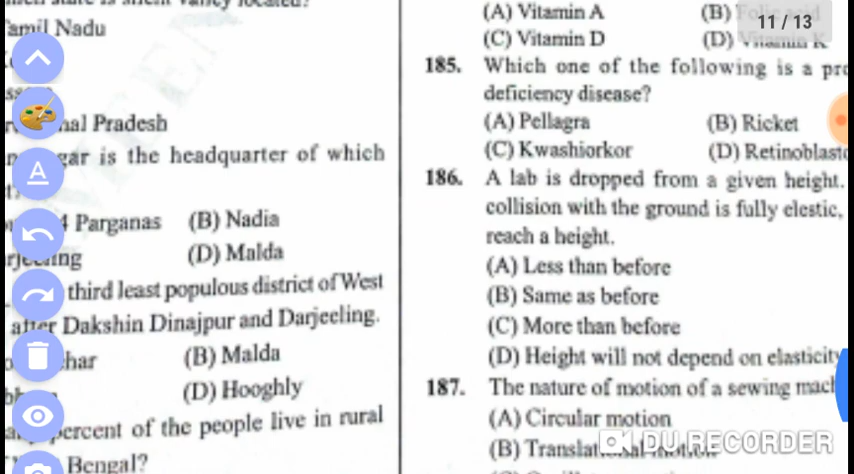 Tamil Nadu
nal Pradesh
gar is the headquarter of which
4 Parganas (B) Nadia
(D) Malda
third least populous district of West
after Dakshin Dinajpur and Darjeeling.
(B) Malda
(D) Hooghly
percent of the people live in rural
Bengal?
(A) Vitamin A (B) Folic acid
(C) Vitamin D (D) Vitamin K
185. Which one of the following is a pro
deficiency disease?
(A) Pellagra (B) Ricket
(C) Kwashiorkor (D) Retinoblasto
186. A lab is dropped from a given height.
collision with the ground is fully elestic,
reach a height.
(A) Less than before
(B) Same as before
(C) More than before
(D) Height will not depend on elasticity
187. The nature of motion of a sewing mach
(A) Circular motion
(B) Translational motion
11 / 13
A
DU RECORDER